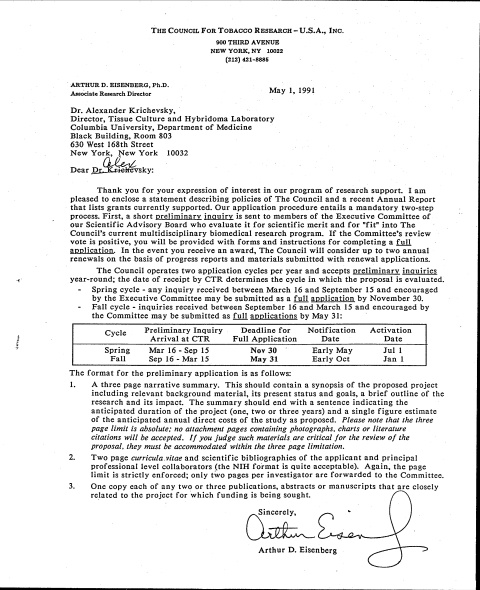 THE COUNCIL FOR TOBACCO RESEARCH – U.S.A., INC.
900 THIRD AVENUE
NEW YORK, NY 10022
(212) 421-8885
ARTHUR D. EISENBERG, Ph.D.
Associate Research Director
May 1, 1991
Dr. Alexander Krichevsky,
Director, Tissue Culture and Hybridoma Laboratory
Columbia University, Department of Medicine
Black Building, Room 803
630 West 168th Street
New York, New York 10032
Alex
Dear Dr. Krichevsky:
Thank you for your expression of interest in our program of research support. I am
pleased to enclose a statement describing policies of The Council and a recent Annual Report
that lists grants currently supported. Our application procedure entails a mandatory two-step
process. First, a short preliminary inquiry is sent to members of the Executive Committee of
our Scientific Advisory Board who evaluate it for scientific merit and for "fit" into The
Council's current multidisciplinary biomedical research program. If the Committee's review
vote is positive, you will be provided with forms and instructions for completing a full
application. In the event you receive an award, The Council will consider up to two annual
renewals on the basis of progress reports and materials submitted with renewal applications.
The Council operates two application cycles per year and accepts preliminary inquiries
year-round; the date of receipt by CTR determines the cycle in which the proposal is evaluated.
- Spring cycle - any inquiry received between March 16 and September 15 and encouraged
by the Executive Committee may be submitted as a full application by November 30.
- Fall cycle - inquiries received between September 16 and March 15 and encouraged by
the Committee may be submitted as full applications by May 31:
Cycle Preliminary Inquiry Arrival at CTR Deadline for Full Application Notification Date Activation Date
Spring Mar 16 - Sep 15 Nov 30 Early May Jul 1
Fall Sep 16 - Mar 15 May 31 Early Oct Jan 1
The format for the preliminary application is as follows:
1. A three page narrative summary. This should contain a synopsis of the proposed project
including relevant background material, its present status and goals, a brief outline of the
research and its impact. The summary should end with a sentence indicating the
anticipated duration of the project (one, two or three years) and a single figure estimate
of the anticipated annual direct costs of the study as proposed. Please note that the three
page limit is absolute; no attachment pages containing photographs, charts or literature
citations will be accepted. If you judge such materials are critical for the review of the
proposal, they must be accommodated within the three page limitation.
2. Two page curricula vitae and scientific bibliographies of the applicant and principal
professional level collaborators (the NIH format is quite acceptable). Again, the page
limit is strictly enforced; only two pages per investigator are forwarded to the Committee.
3. One copy each of any two or three publications, abstracts or manuscripts that are closely
related to the project for which funding is being sought.
Sincerely,
Arthur Eisen
Arthur D. Eisenberg